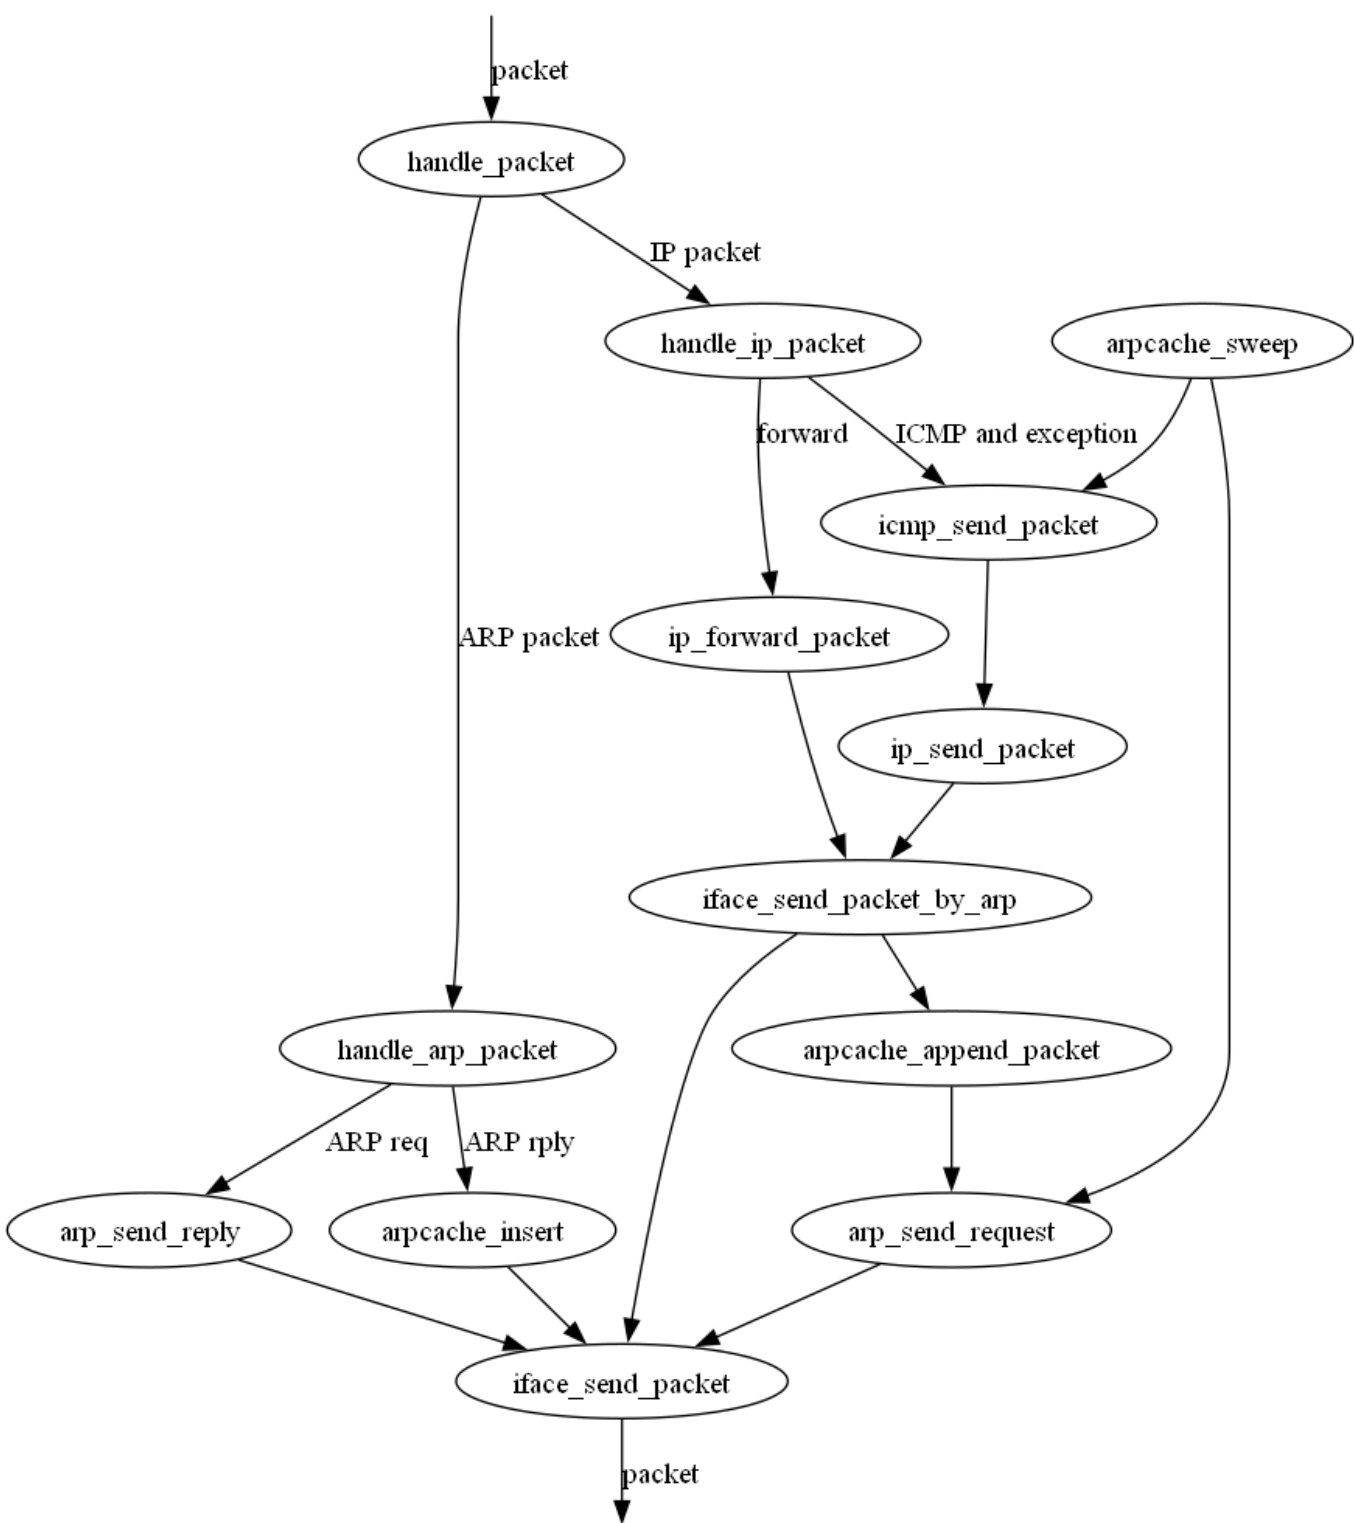 packet
handle_packet
IP packet
handle_ip_packet
arpcache_sweep
forward
ICMP and exception
icmp_send_packet
ARP packet
ip_forward_packet
ip_send_packet
iface_send_packet_by_arp
handle_arp_packet
arpcache_append_packet
ARP req
ARP rply
arp_send_reply
arpcache_insert
arp_send_request
iface_send_packet
packet